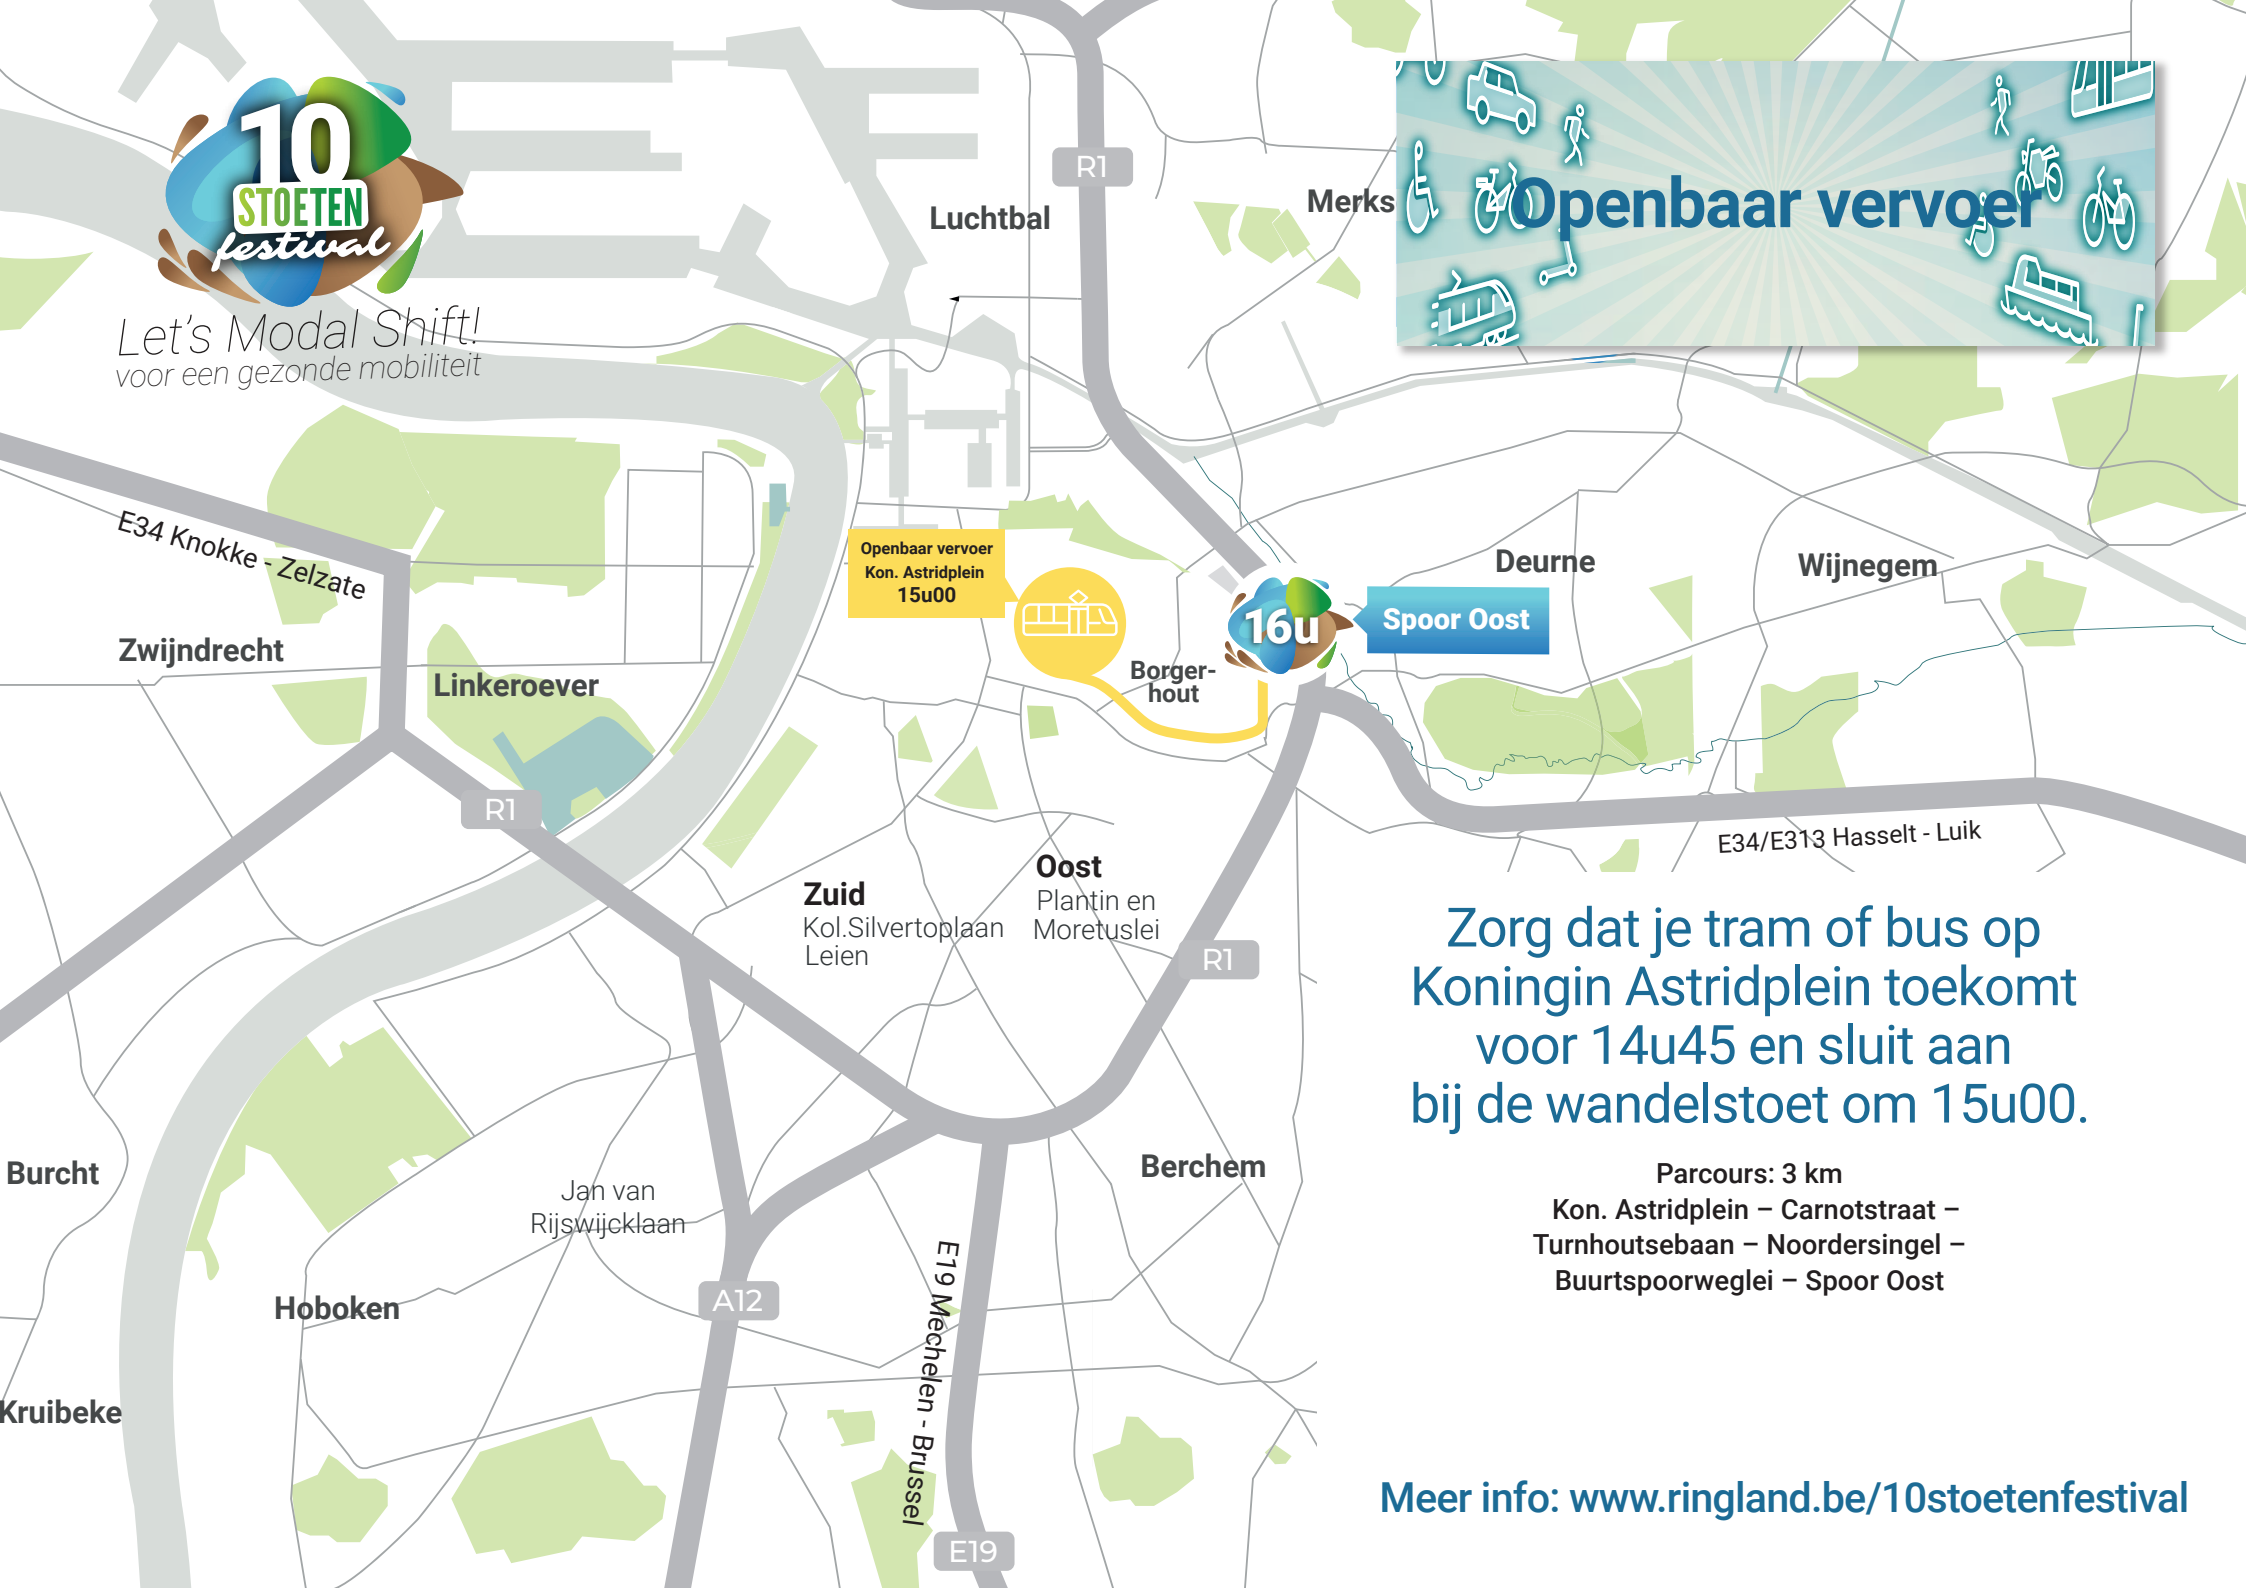 10
STOETEN
festival
Let's Modal Shift!
voor een gezonde mobiliteit
Openbaar vervoer
R1
Luchtbal
Merks
E34 Knokke - Zelzate
Openbaar vervoer
Kon. Astridplein
15u00
16u
Spoor Oost
Deurne
Wijnegem
Zwijndrecht
Linkeroever
Borger-
hout
R1
E34/E313 Hasselt - Luik
Zuid
Kol.Silvertoplaan
Leien
Oost
Plantin en
Moretuslei
R1
Zorg dat je tram of bus op
Koningin Astridplein toekomt
voor 14u45 en sluit aan
bij de wandelstoet om 15u00.
Parcours: 3 km
Kon. Astridplein – Carnotstraat –
Turnhoutsebaan – Noordersingel –
Buurtspoorweglei – Spoor Oost
Burcht
Jan van
Rijswijcklaan
Berchem
Hoboken
A12
E19 Mechelen - Brussel
Kruibeke
E19
Meer info: www.ringland.be/10stoetenfestival